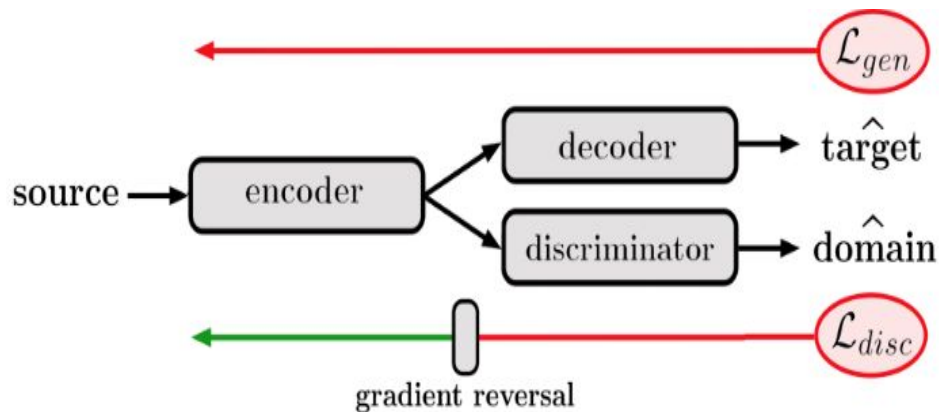 ℒ_gen
decoder
target^
source
encoder
discriminator
domain^
ℒ_disc
gradient reversal